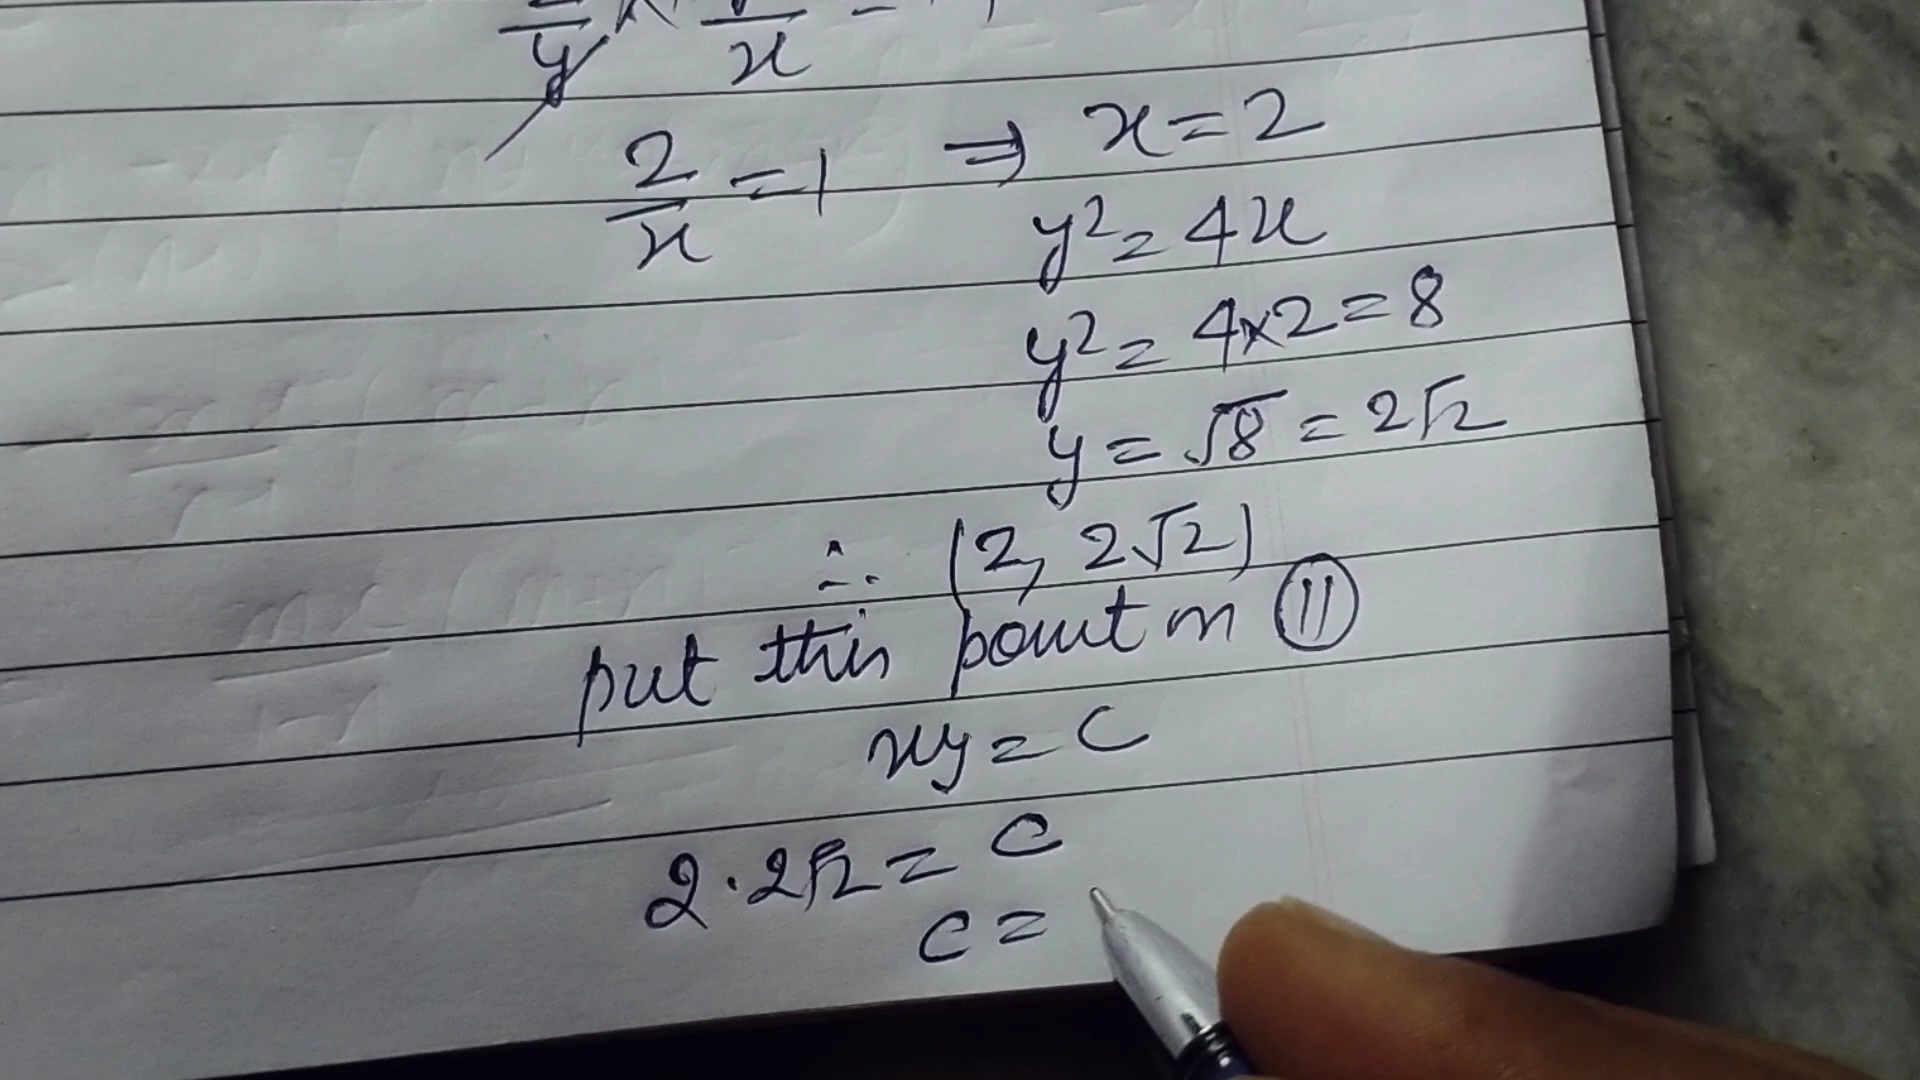 y x
2/x = 1 ⇒ x = 2
y² = 4x
y² = 4×2 = 8
y = √8 = 2√2
∴ (2, 2√2)
put this point in (11)
xy = c
2·2√2 = c
c =